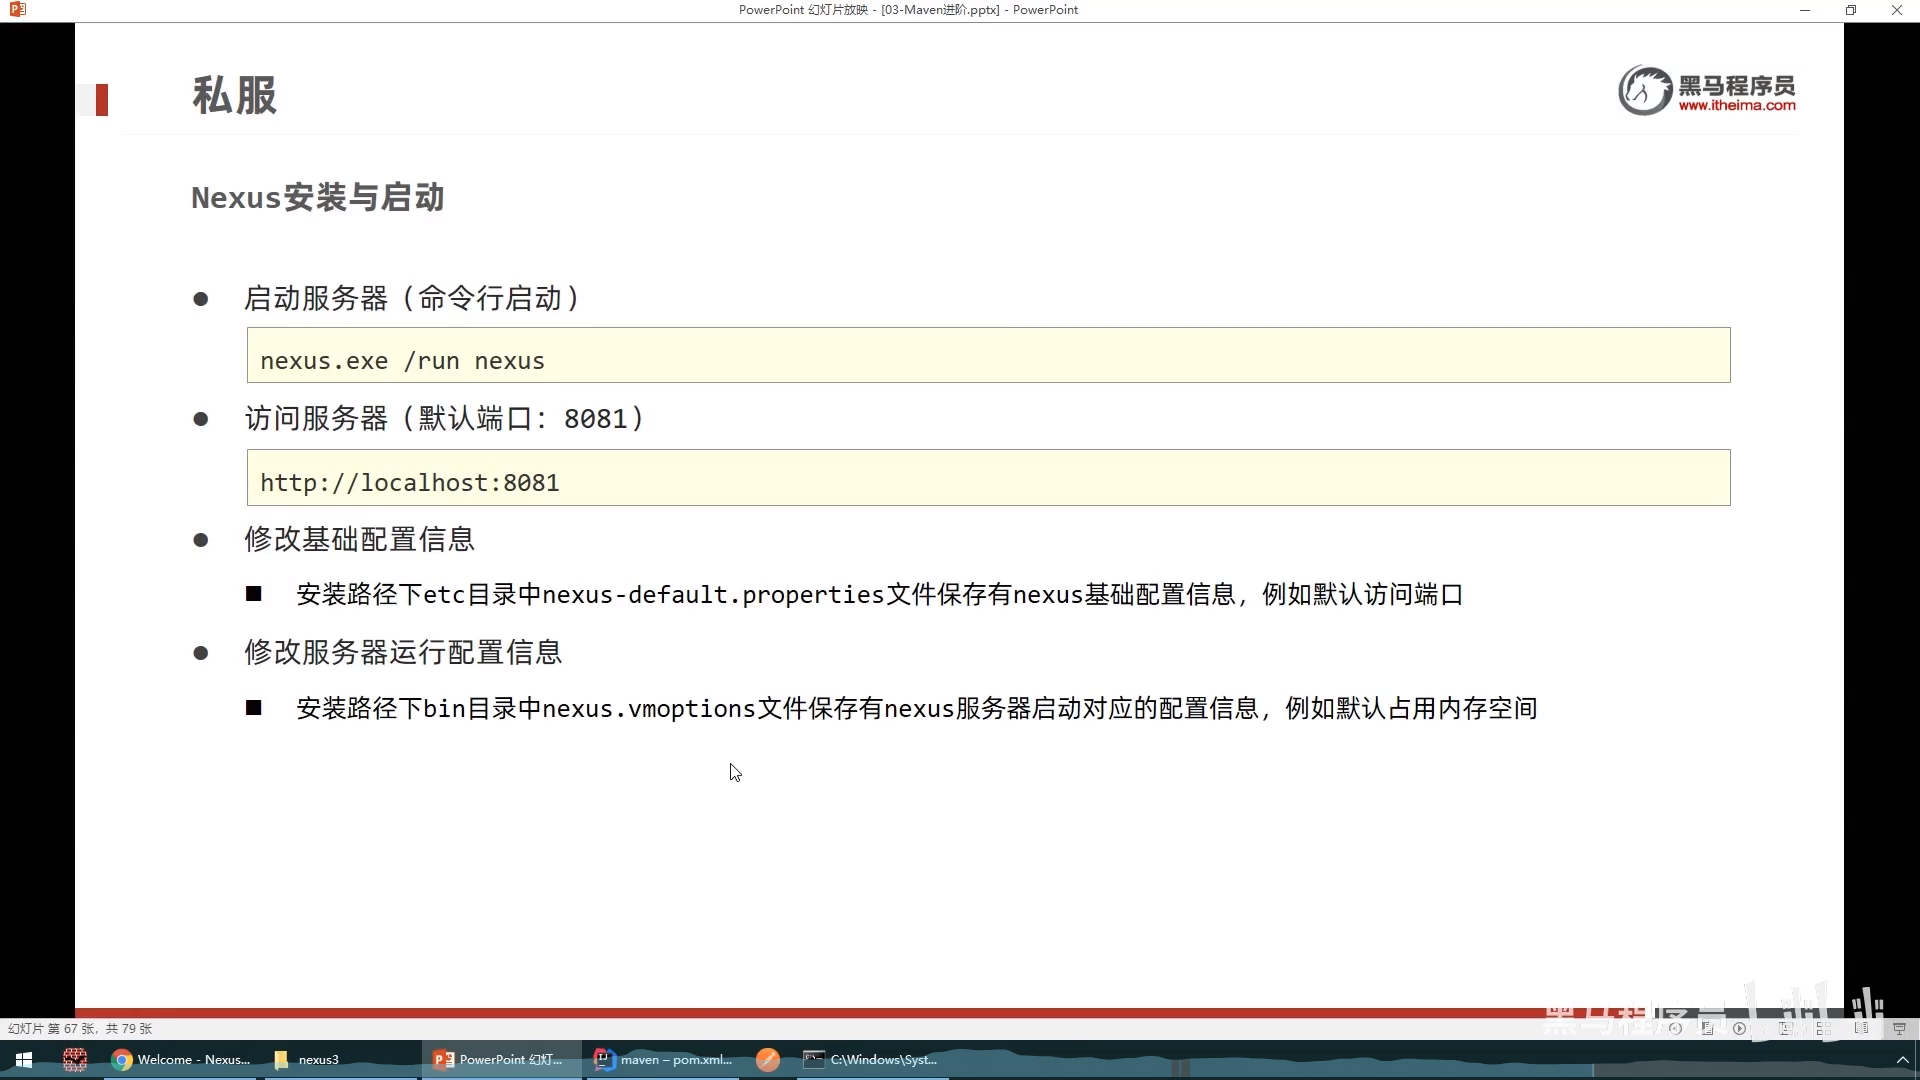 PowerPoint 幻灯片放映 - [03-Maven进阶.pptx] - PowerPoint
私服
黑马程序员
www.itheima.com
Nexus安装与启动
启动服务器（命令行启动）
nexus.exe /run nexus
访问服务器（默认端口：8081）
http://localhost:8081
修改基础配置信息
安装路径下etc目录中nexus-default.properties文件保存有nexus基础配置信息，例如默认访问端口
修改服务器运行配置信息
安装路径下bin目录中nexus.vmoptions文件保存有nexus服务器启动对应的配置信息，例如默认占用内存空间
黑马程序员
幻灯片 第 67 张，共 79 张
Welcome - Nexus...
nexus3
PowerPoint 幻灯...
maven – pom.xml...
C:\Windows\Syst...